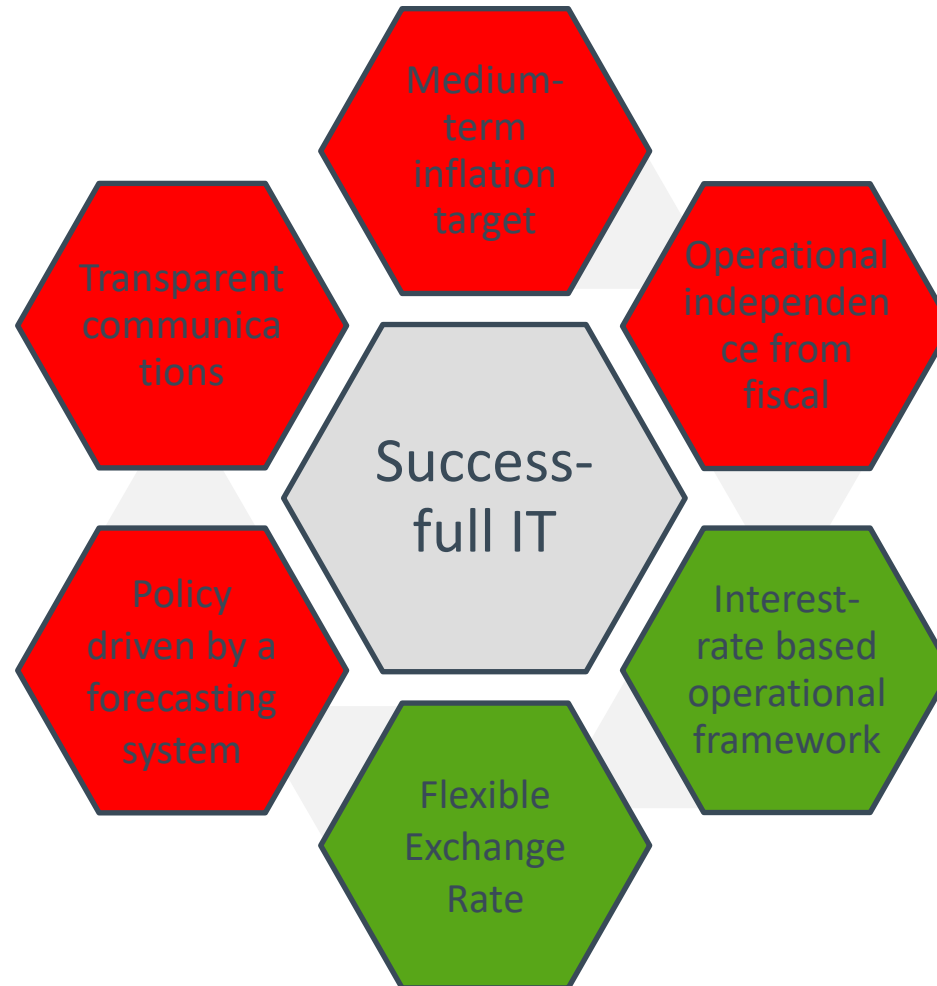 Medium-
term
inflation
target
Operational
independen
ce from
fiscal
Interest-
rate based
operational
framework
Flexible
Exchange
Rate
Policy
driven by a
forecasting
system
Transparent
communica
tions
Success-
full IT